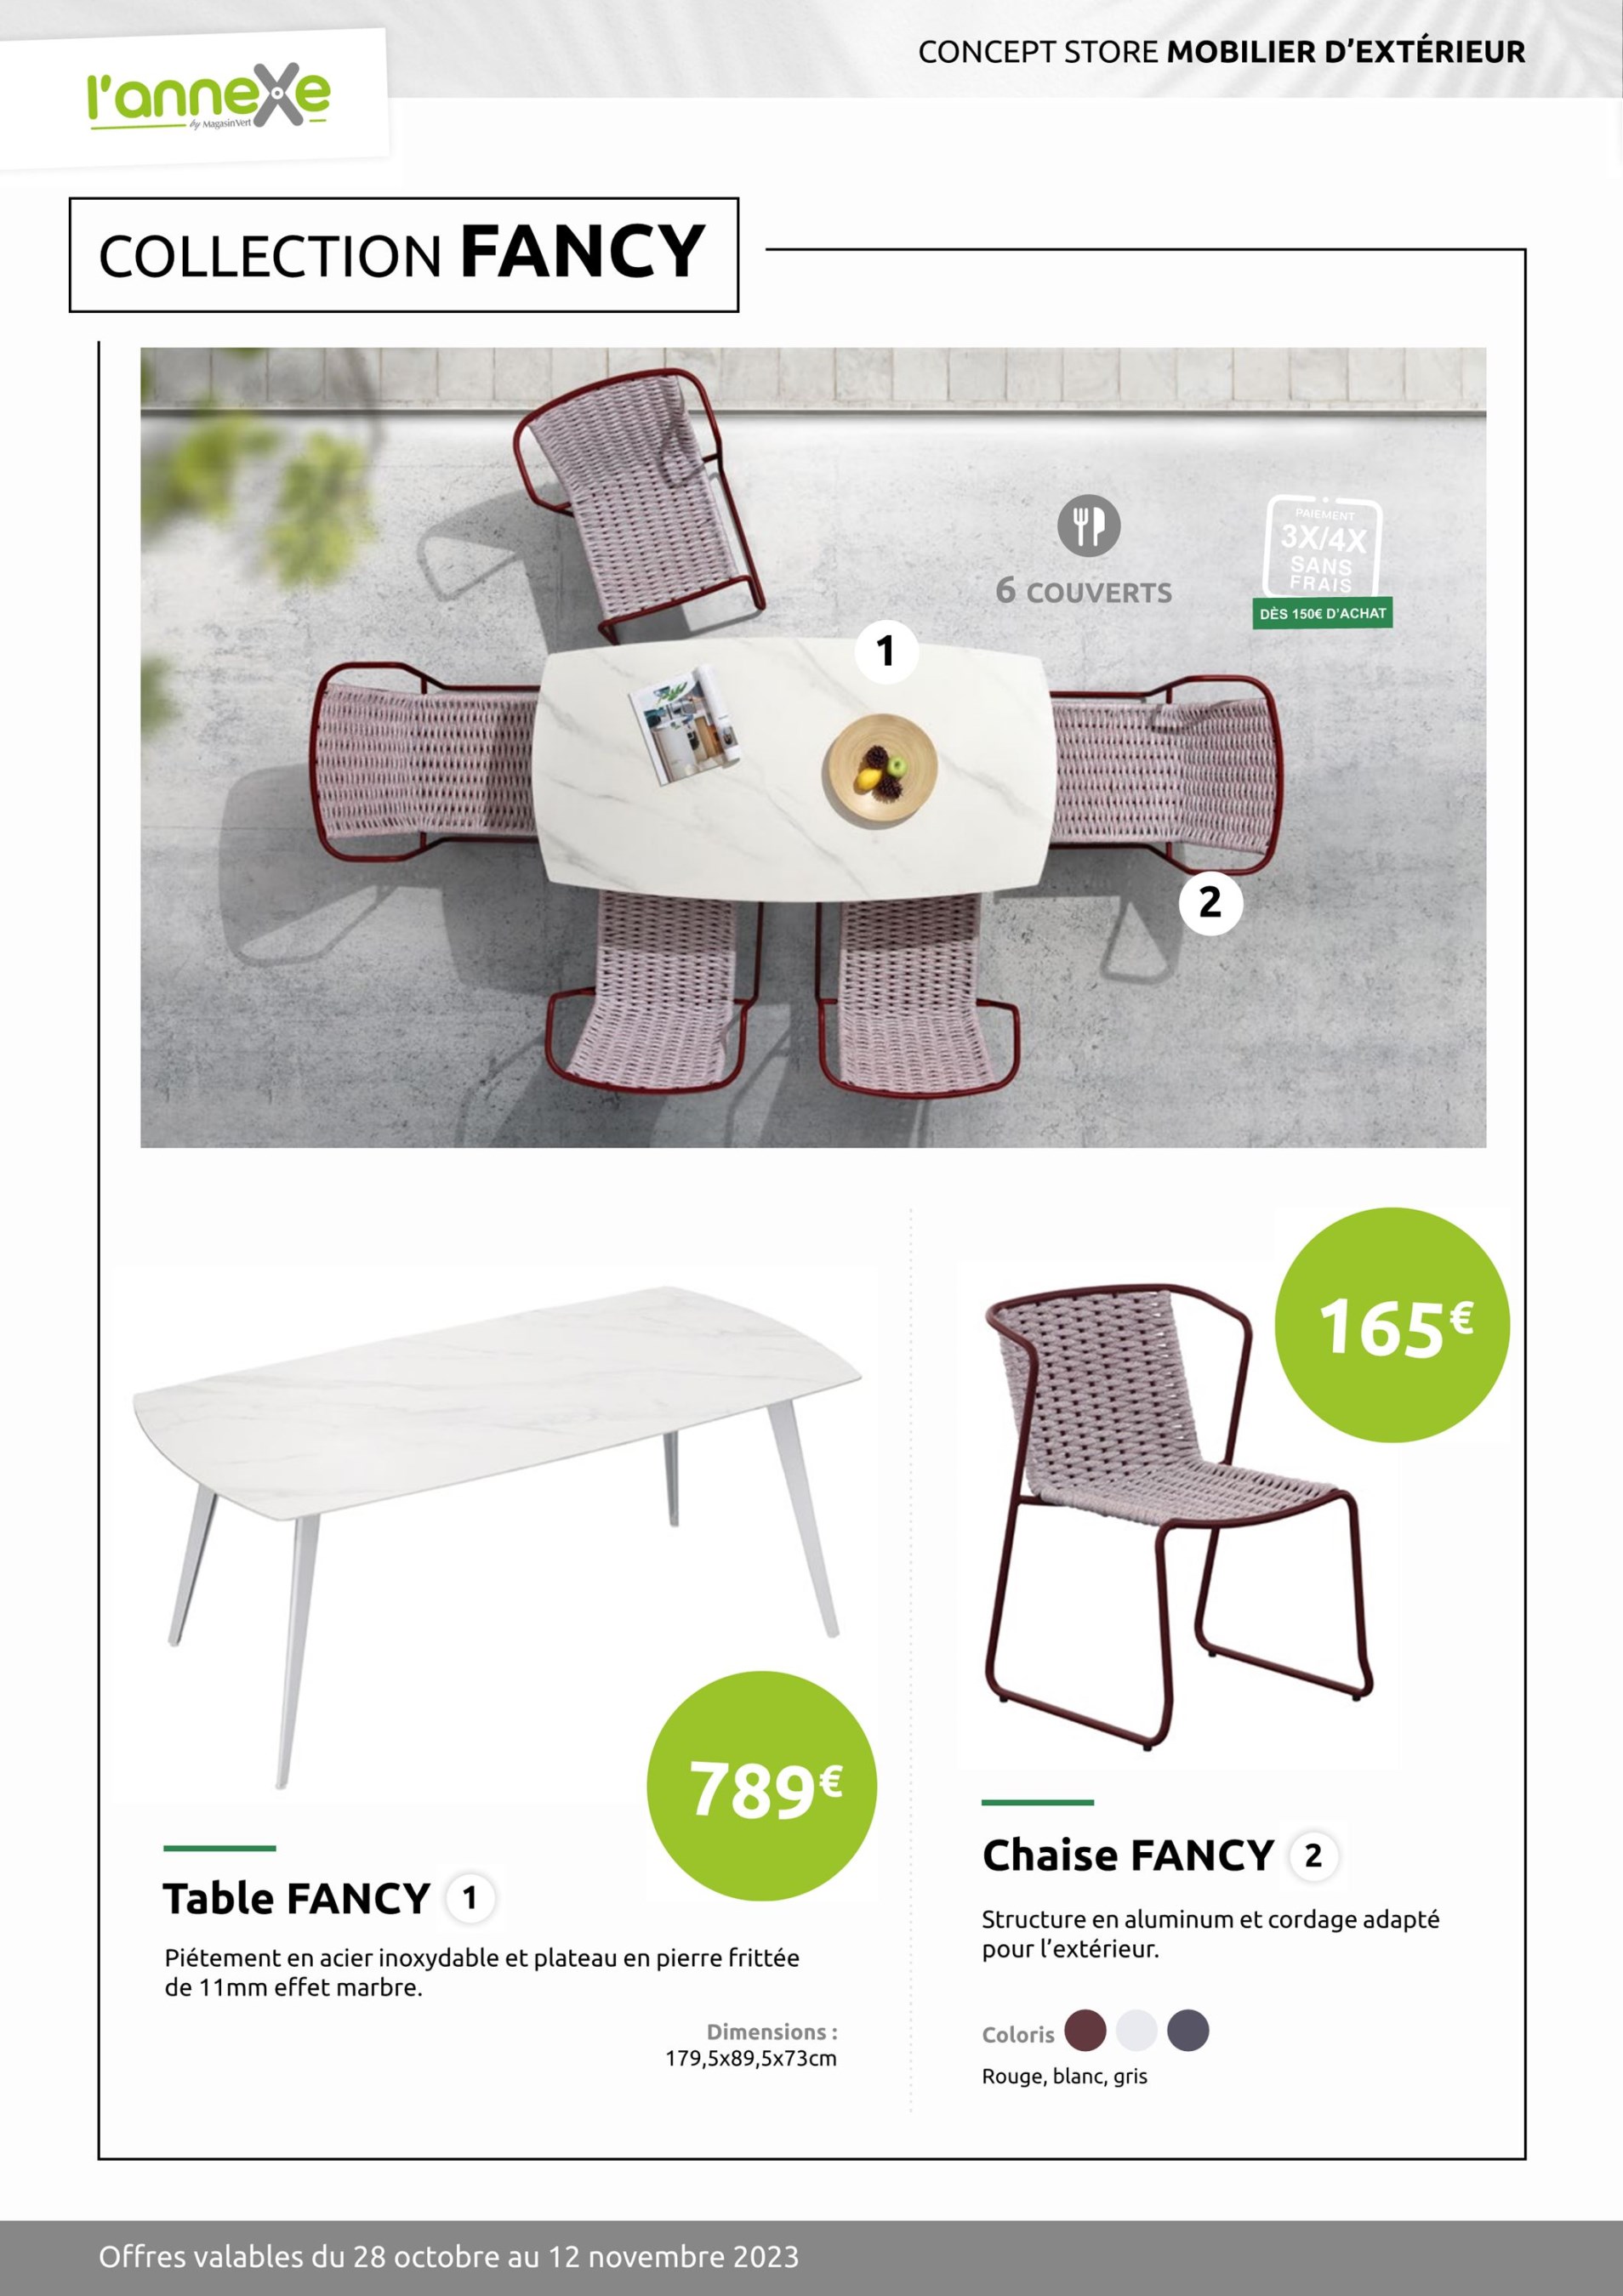 l'annexe
by MagasinVert
CONCEPT STORE MOBILIER D'EXTÉRIEUR
COLLECTION FANCY
6 COUVERTS
PAIEMENT
3X/4X
SANS
FRAIS
DÈS 150€ D'ACHAT
1
2
789€
Table FANCY 1
Piétement en acier inoxydable et plateau en pierre frittée
de 11mm effet marbre.
Dimensions :
179,5x89,5x73cm
165€
Chaise FANCY 2
Structure en aluminum et cordage adapté
pour l'extérieur.
Coloris
Rouge, blanc, gris
Offres valables du 28 octobre au 12 novembre 2023